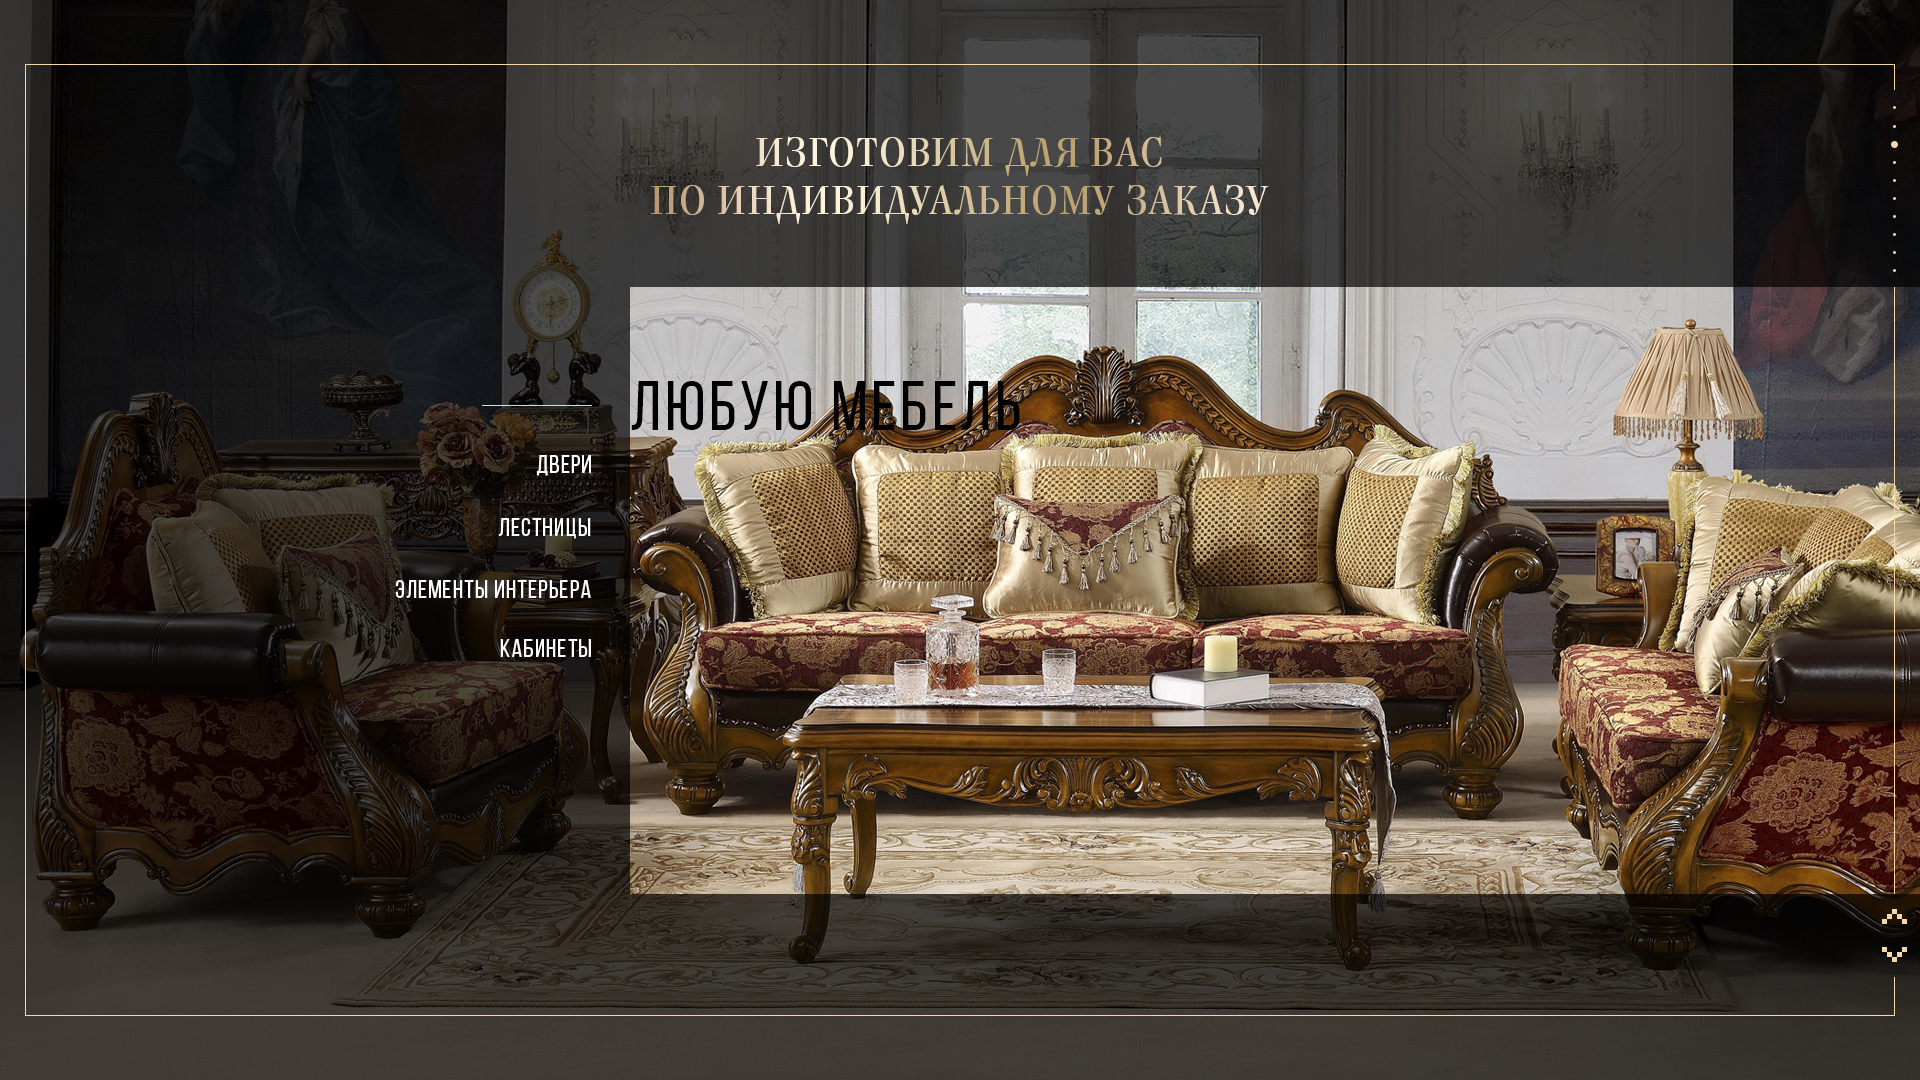 ИЗГОТОВИМ ДЛЯ ВАС
ПО ИНДИВИДУАЛЬНОМУ ЗАКАЗУ
ЛЮБУЮ МЕБЕЛЬ
ДВЕРИ
ЛЕСТНИЦЫ
ЭЛЕМЕНТЫ ИНТЕРЬЕРА
КАБИНЕТЫ